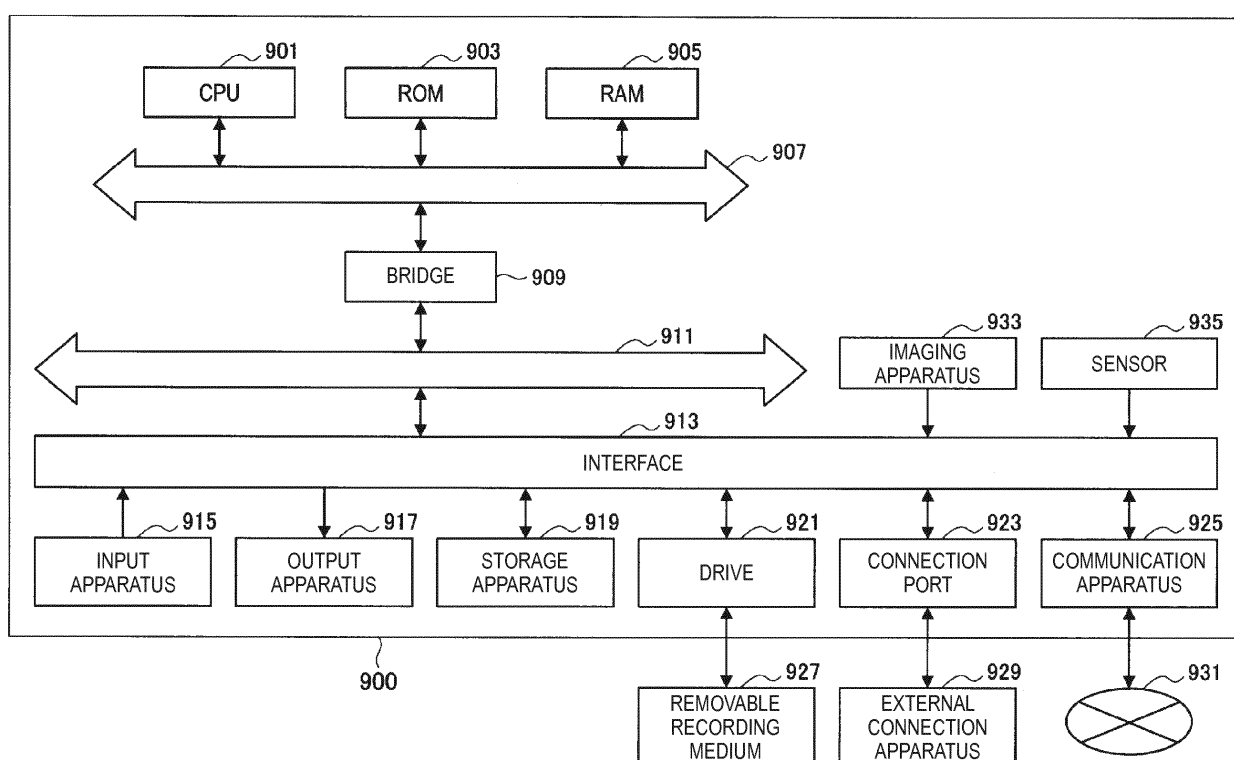 901
903
905
CPU
ROM
RAM
907
BRIDGE
909
911
933
935
IMAGING
APPARATUS
SENSOR
913
INTERFACE
915
917
919
921
923
925
INPUT
APPARATUS
OUTPUT
APPARATUS
STORAGE
APPARATUS
DRIVE
CONNECTION
PORT
COMMUNICATION
APPARATUS
900
927
929
931
REMOVABLE
RECORDING
MEDIUM
EXTERNAL
CONNECTION
APPARATUS